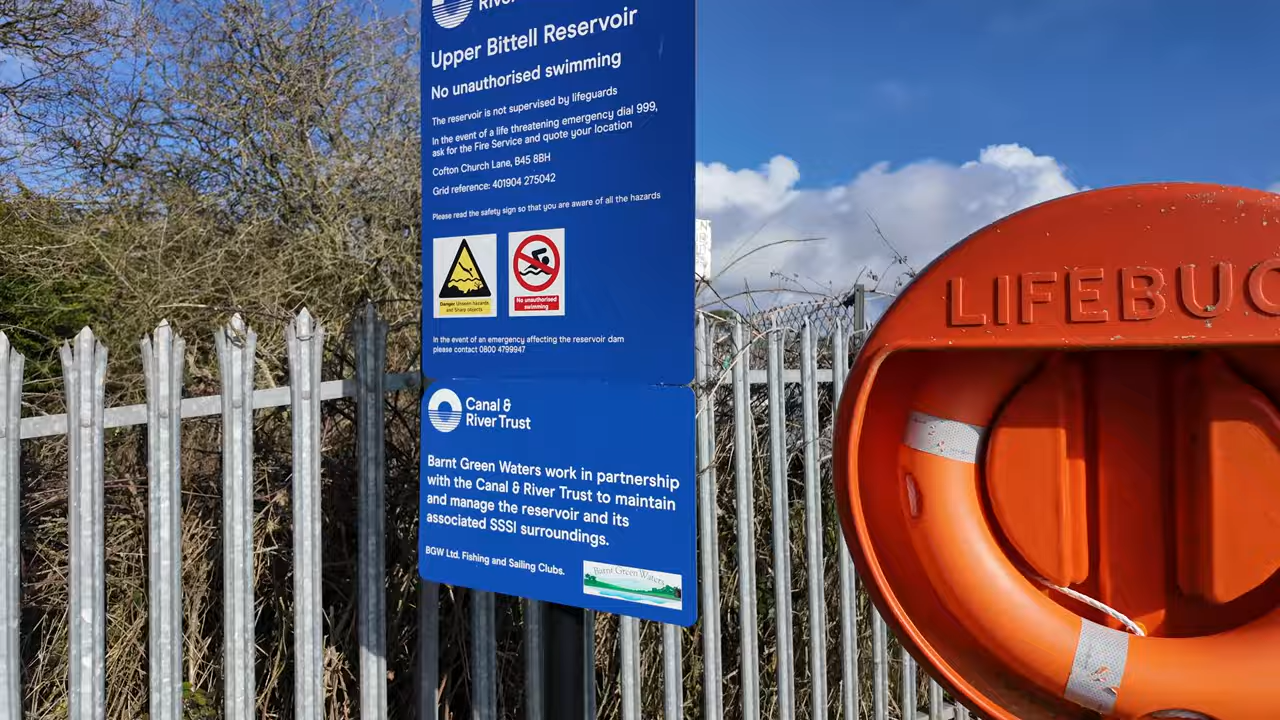 River
Upper Bittell Reservoir
No unauthorised swimming
The reservoir is not supervised by lifeguards
In the event of a life threatening emergency dial 999,
ask for the Fire Service and quote your location
Cofton Church Lane, B45 8BH
Grid reference: 401904 275042
Please read the safety sign so that you are aware of all the hazards
Danger Unseen hazards
and Sharp objects
No unauthorised
swimming
In the event of an emergency affecting the reservoir dam
please contact 0800 4799947
Canal &
River Trust
Barnt Green Waters work in partnership
with the Canal & River Trust to maintain
and manage the reservoir and its
associated SSSI surroundings.
BGW Ltd. Fishing and Sailing Clubs.
Barnt Green Waters
LIFEBUO